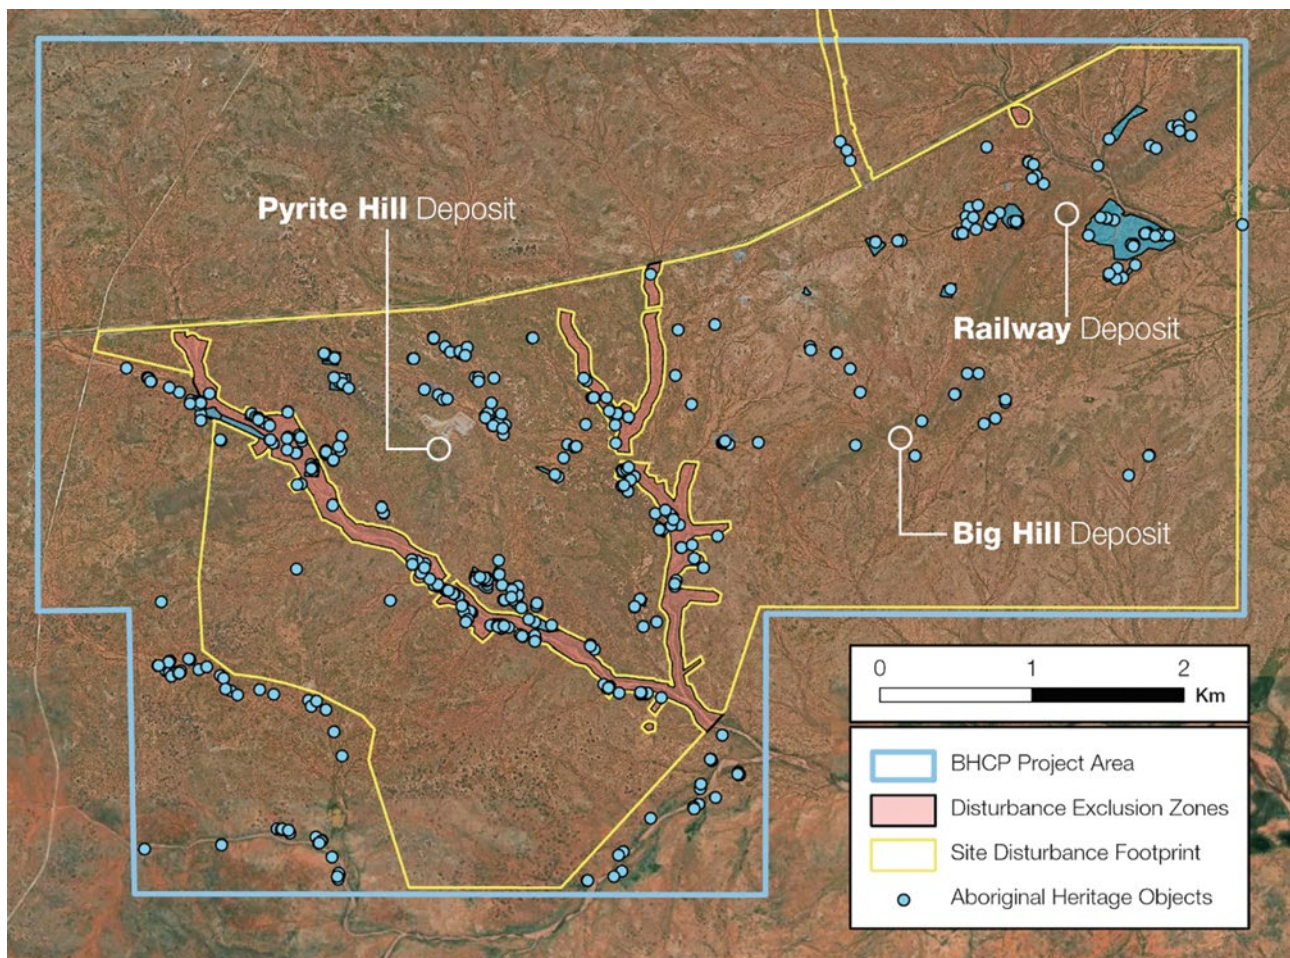 Pyrite Hill Deposit
Railway Deposit
Big Hill Deposit
0 1 2
Km
BHCP Project Area
Disturbance Exclusion Zones
Site Disturbance Footprint
Aboriginal Heritage Objects